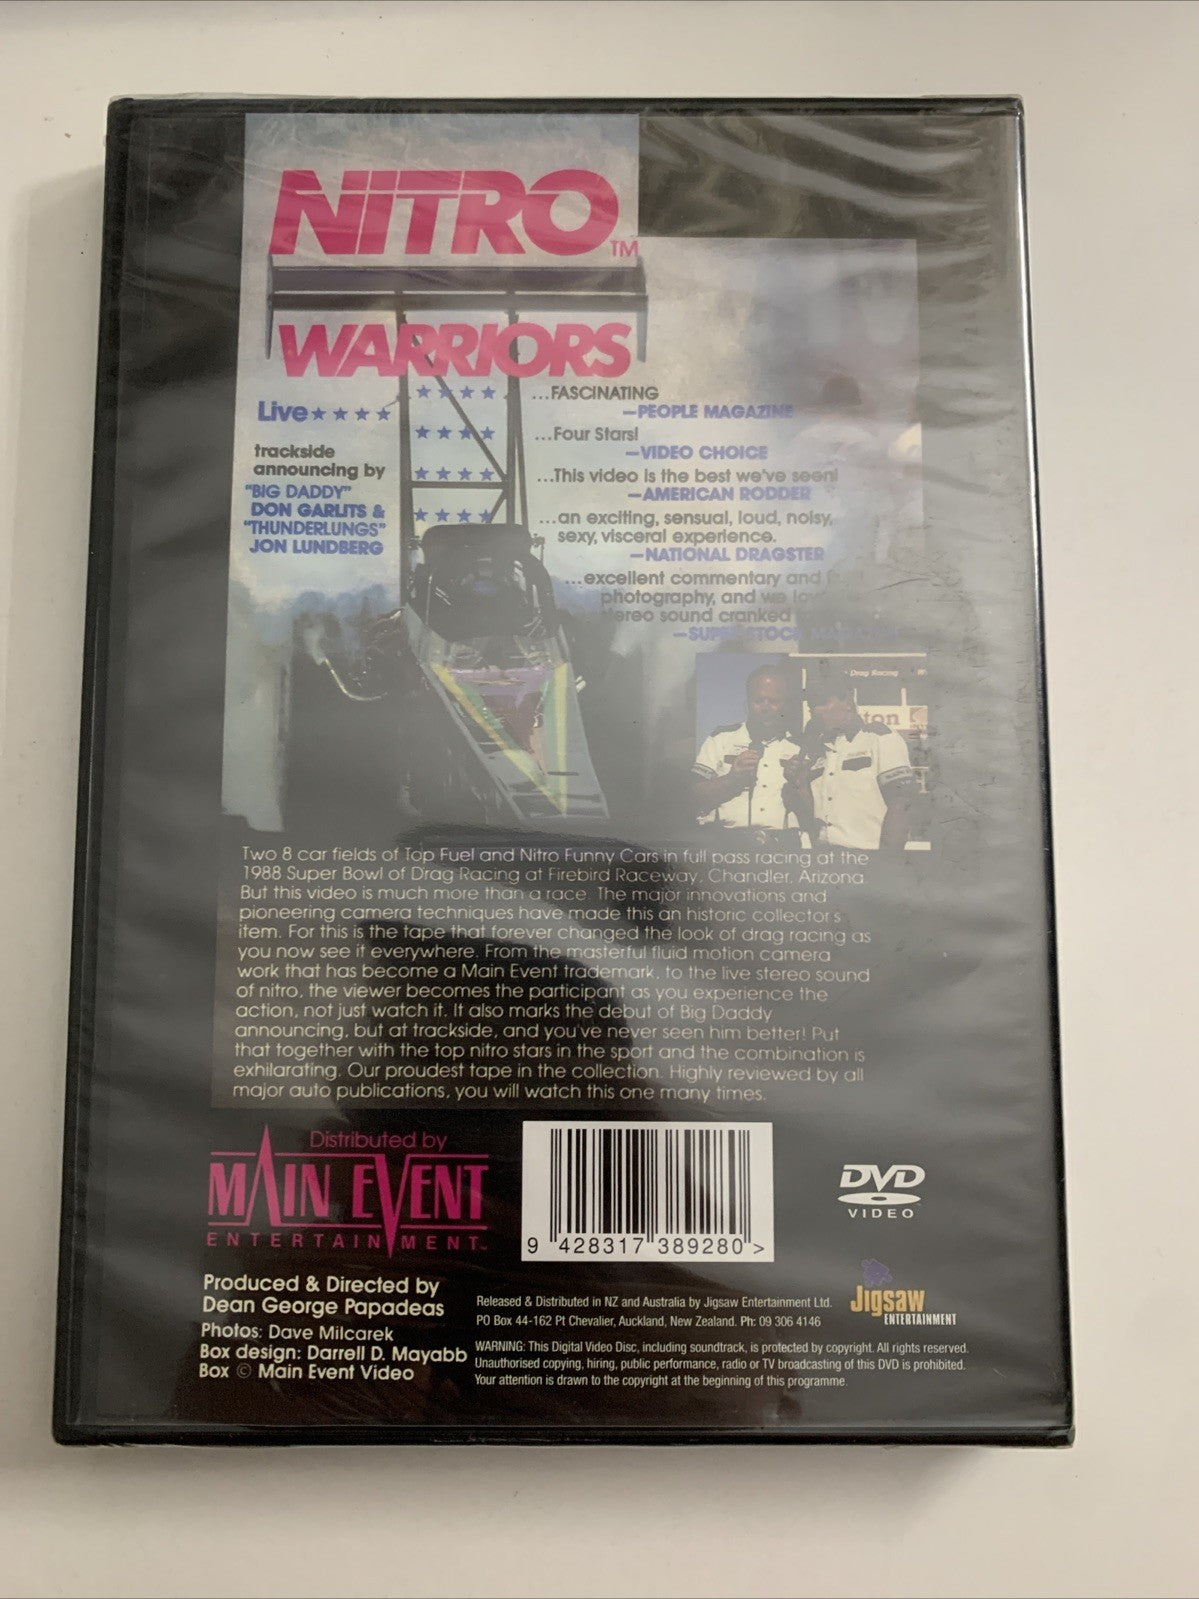 NITRO™
WARRIORS
Live★★★★
trackside
announcing by
"BIG DADDY"
DON GARLITS &
"THUNDERLUNGS"
JON LUNDBERG
★★★★ ...FASCINATING
—PEOPLE MAGAZINE
★★★★ ...Four Stars!
—VIDEO CHOICE
★★★★ ...This video is the best we've seen!
—AMERICAN RODDER
★★★★ ...an exciting, sensual, loud, noisy,
sexy, visceral experience.
—NATIONAL DRAGSTER
...excellent commentary and
photography, and we
stereo sound cranked
—SUPER STOCK
Drag Racing
ton
Two 8 car fields of Top Fuel and Nitro Funny Cars in full pass racing at the
1988 Super Bowl of Drag Racing at Firebird Raceway, Chandler, Arizona.
But this video is much more than a race. The major innovations and
pioneering camera techniques have made this an historic collectors
item. For this is the tape that forever changed the look of drag racing as
you now see it everywhere. From the masterful fluid motion camera
work that has become a Main Event trademark, to the live stereo sound
of nitro, the viewer becomes the participant as you experience the
action, not just watch it. It also marks the debut of Big Daddy
announcing, but at trackside, and you've never seen him better! Put
that together with the top nitro stars in the sport and the combination is
exhilarating. Our proudest tape in the collection. Highly reviewed by all
major auto publications, you will watch this one many times.
Distributed by
MAIN EVENT
ENTERTAINMENT™
9 428317 389280 >
DVD
VIDEO
Produced & Directed by
Dean George Papadeas
Photos: Dave Milcarek
Box design: Darrell D. Mayabb
Box © Main Event Video
Released & Distributed in NZ and Australia by Jigsaw Entertainment Ltd.
PO Box 44-162 Pt Chevalier, Auckland, New Zealand. Ph: 09 306 4146
Jigsaw
ENTERTAINMENT
WARNING: This Digital Video Disc, including soundtrack, is protected by copyright. All rights reserved.
Unauthorised copying, hiring, public performance, radio or TV broadcasting of this DVD is prohibited.
Your attention is drawn to the copyright at the beginning of this programme.